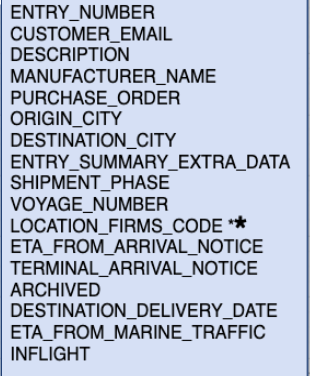 ENTRY_NUMBER
CUSTOMER_EMAIL
DESCRIPTION
MANUFACTURER_NAME
PURCHASE_ORDER
ORIGIN_CITY
DESTINATION_CITY
ENTRY_SUMMARY_EXTRA_DATA
SHIPMENT_PHASE
VOYAGE_NUMBER
LOCATION_FIRMS_CODE **
ETA_FROM_ARRIVAL_NOTICE
TERMINAL_ARRIVAL_NOTICE
ARCHIVED
DESTINATION_DELIVERY_DATE
ETA_FROM_MARINE_TRAFFIC
INFLIGHT